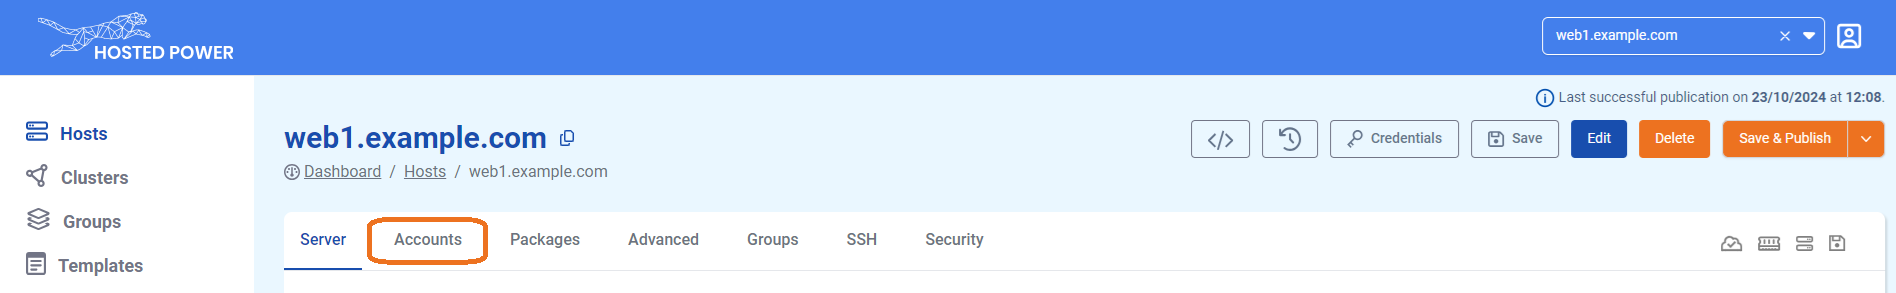 HOSTED POWER
web1.example.com
Last successful publication on 23/10/2024 at 12:08.
Hosts
Clusters
Groups
Templates
web1.example.com
Credentials
Save
Edit
Delete
Save & Publish
Dashboard / Hosts / web1.example.com
Server Accounts Packages Advanced Groups SSH Security